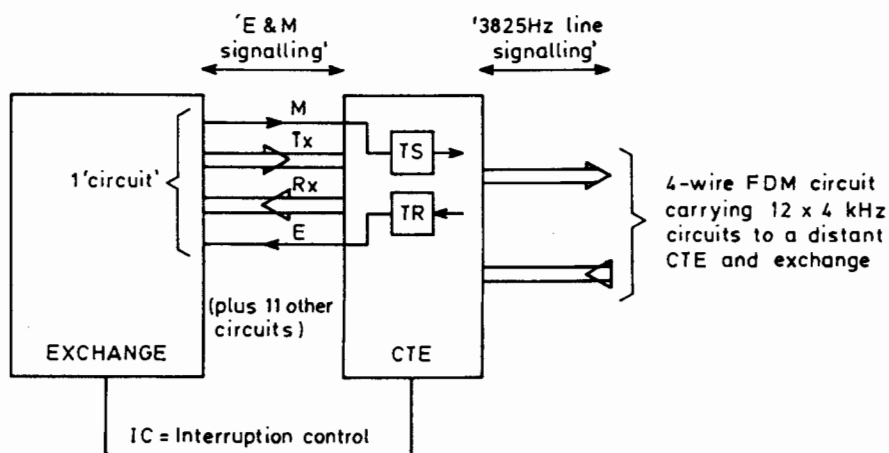 'E & M
signalling'
'3825Hz line
signalling'
M
Tx
TS
1'circuit'
Rx
TR
E
4-wire FDM circuit
carrying 12 x 4 kHz
circuits to a distant
CTE and exchange
(plus 11 other
circuits)
EXCHANGE
CTE
IC = Interruption control